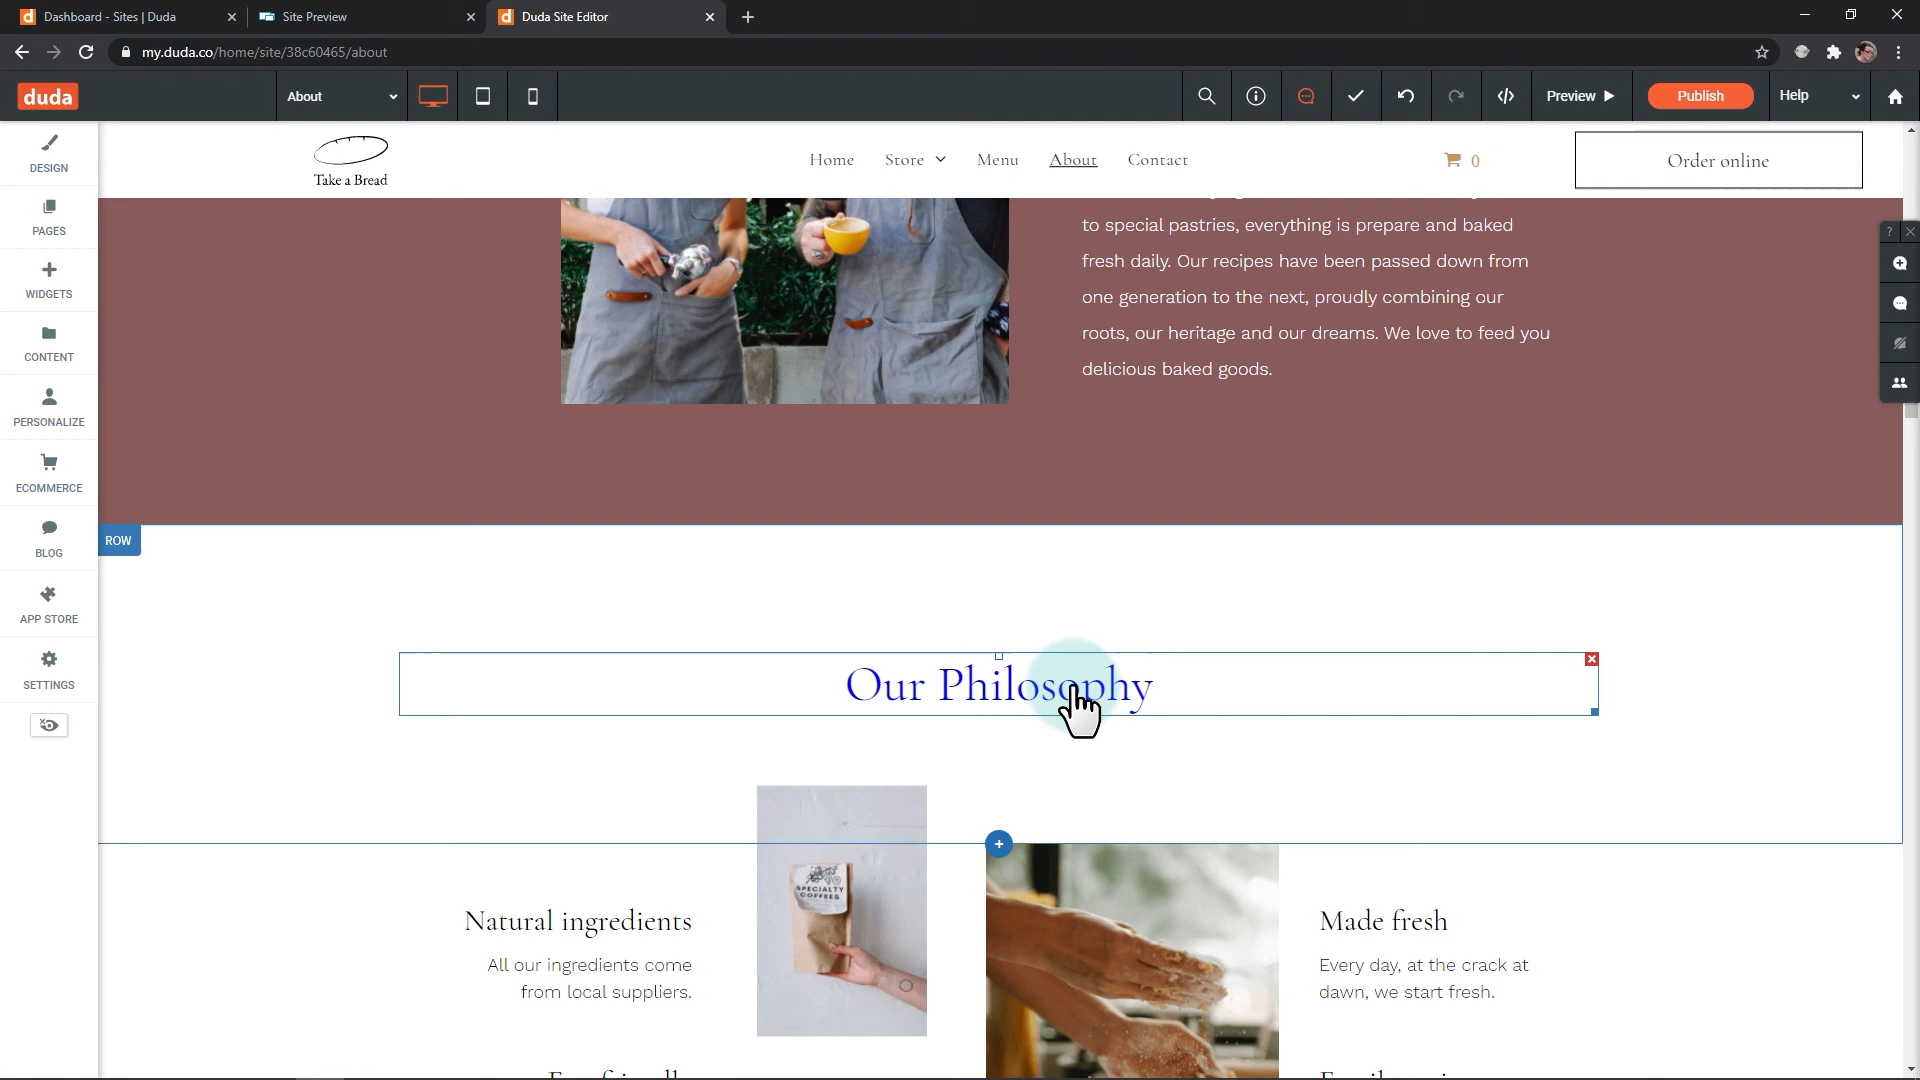 Dashboard - Sites | Duda
Site Preview
Duda Site Editor
my.duda.co/home/site/38c60465/about
duda
About
Preview
Publish
Help
DESIGN
PAGES
WIDGETS
CONTENT
PERSONALIZE
ECOMMERCE
BLOG
APP STORE
SETTINGS
Take a Bread
Home
Store
Menu
About
Contact
0
Order online
to special pastries, everything is prepare and baked
fresh daily. Our recipes have been passed down from
one generation to the next, proudly combining our
roots, our heritage and our dreams. We love to feed you
delicious baked goods.
ROW
Our Philosophy
SPECIALTY
COFFEES
Natural ingredients
All our ingredients come
from local suppliers.
Made fresh
Every day, at the crack at
dawn, we start fresh.